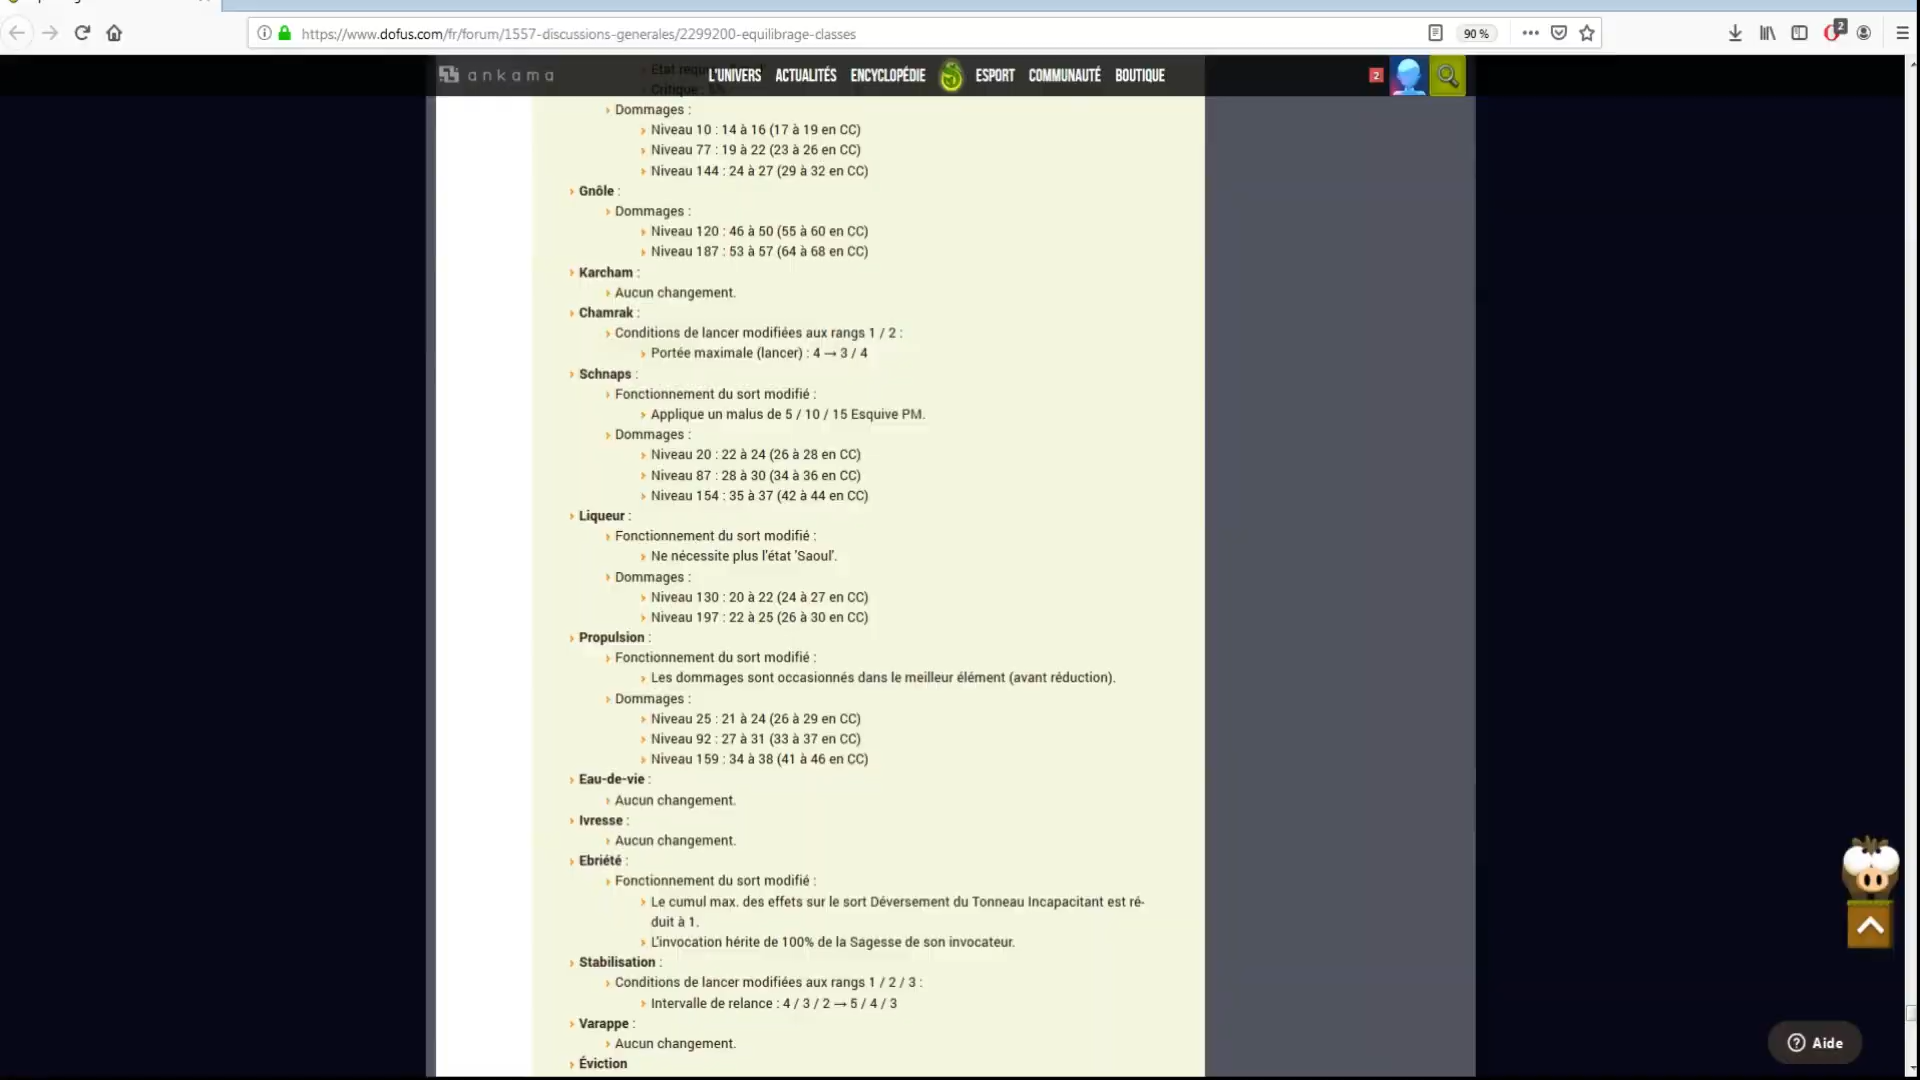 https://www.dofus.com/fr/forum/1557-discussions-generales/2299200-equilibrage-classes
90 %
2
ankama
L'UNIVERS ACTUALITÉS ENCYCLOPÉDIE ESPORT COMMUNAUTÉ BOUTIQUE
2
› Dommages :
› Niveau 10 : 14 à 16 (17 à 19 en CC)
› Niveau 77 : 19 à 22 (23 à 26 en CC)
› Niveau 144 : 24 à 27 (29 à 32 en CC)
› Gnôle :
› Dommages :
› Niveau 120 : 46 à 50 (55 à 60 en CC)
› Niveau 187 : 53 à 57 (64 à 68 en CC)
› Karcham :
› Aucun changement.
› Chamrak :
› Conditions de lancer modifiées aux rangs 1 / 2 :
› Portée maximale (lancer) : 4 → 3 / 4
› Schnaps :
› Fonctionnement du sort modifié :
› Applique un malus de 5 / 10 / 15 Esquive PM.
› Dommages :
› Niveau 20 : 22 à 24 (26 à 28 en CC)
› Niveau 87 : 28 à 30 (34 à 36 en CC)
› Niveau 154 : 35 à 37 (42 à 44 en CC)
› Liqueur :
› Fonctionnement du sort modifié :
› Ne nécessite plus l'état 'Saoul'.
› Dommages :
› Niveau 130 : 20 à 22 (24 à 27 en CC)
› Niveau 197 : 22 à 25 (26 à 30 en CC)
› Propulsion :
› Fonctionnement du sort modifié :
› Les dommages sont occasionnés dans le meilleur élément (avant réduction).
› Dommages :
› Niveau 25 : 21 à 24 (26 à 29 en CC)
› Niveau 92 : 27 à 31 (33 à 37 en CC)
› Niveau 159 : 34 à 38 (41 à 46 en CC)
› Eau-de-vie :
› Aucun changement.
› Ivresse :
› Aucun changement.
› Ebriété :
› Fonctionnement du sort modifié :
› Le cumul max. des effets sur le sort Déversement du Tonneau Incapacitant est ré-
duit à 1.
› L'invocation hérite de 100% de la Sagesse de son invocateur.
› Stabilisation :
› Conditions de lancer modifiées aux rangs 1 / 2 / 3 :
› Intervalle de relance : 4 / 3 / 2 → 5 / 4 / 3
› Varappe :
› Aucun changement.
› Éviction
Aide